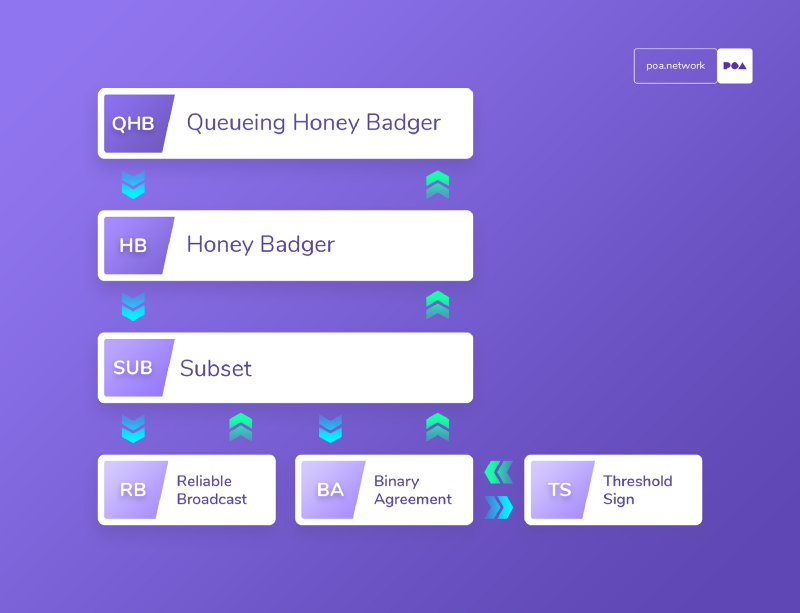 poa.network POA
QHB Queueing Honey Badger
HB Honey Badger
SUB Subset
RB
Reliable
Broadcast
BA
Binary
Agreement
TS
Threshold
Sign